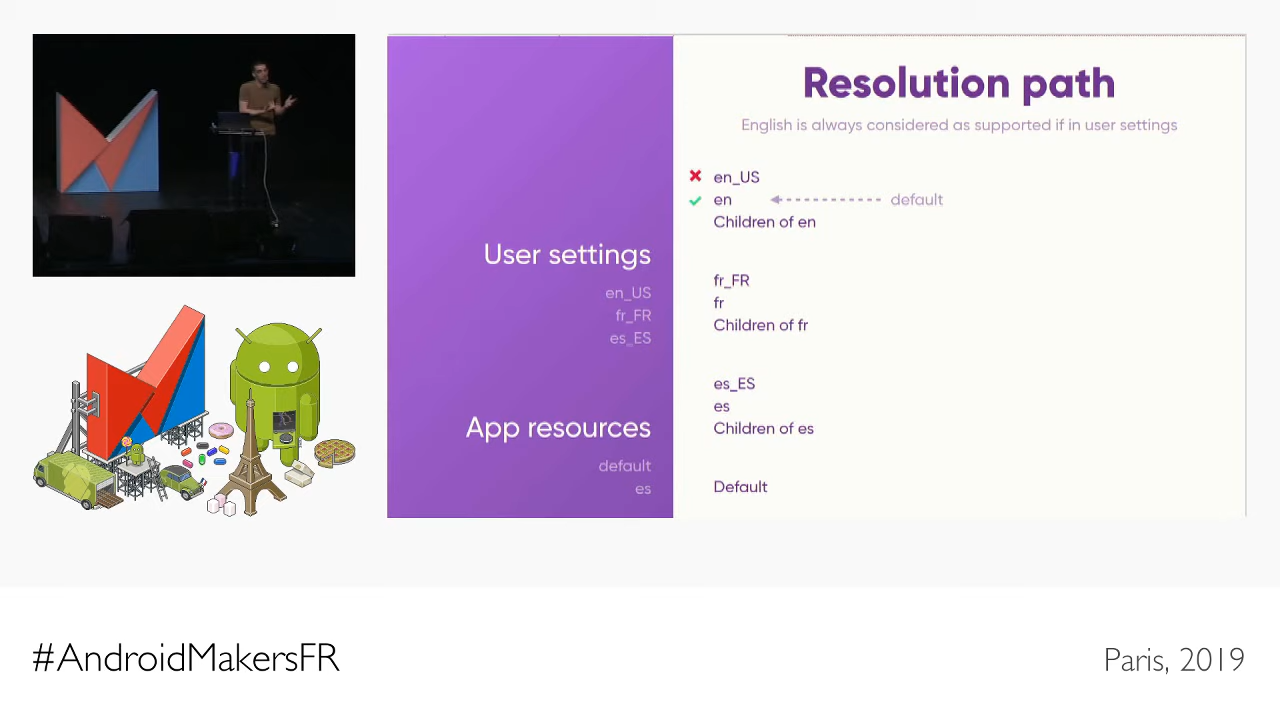 Resolution path
English is always considered as supported if in user settings
User settings
en_US
fr_FR
es_ES
App resources
default
es
en_US
en default
Children of en
fr_FR
fr
Children of fr
es_ES
es
Children of es
Default
#AndroidMakersFR
Paris, 2019